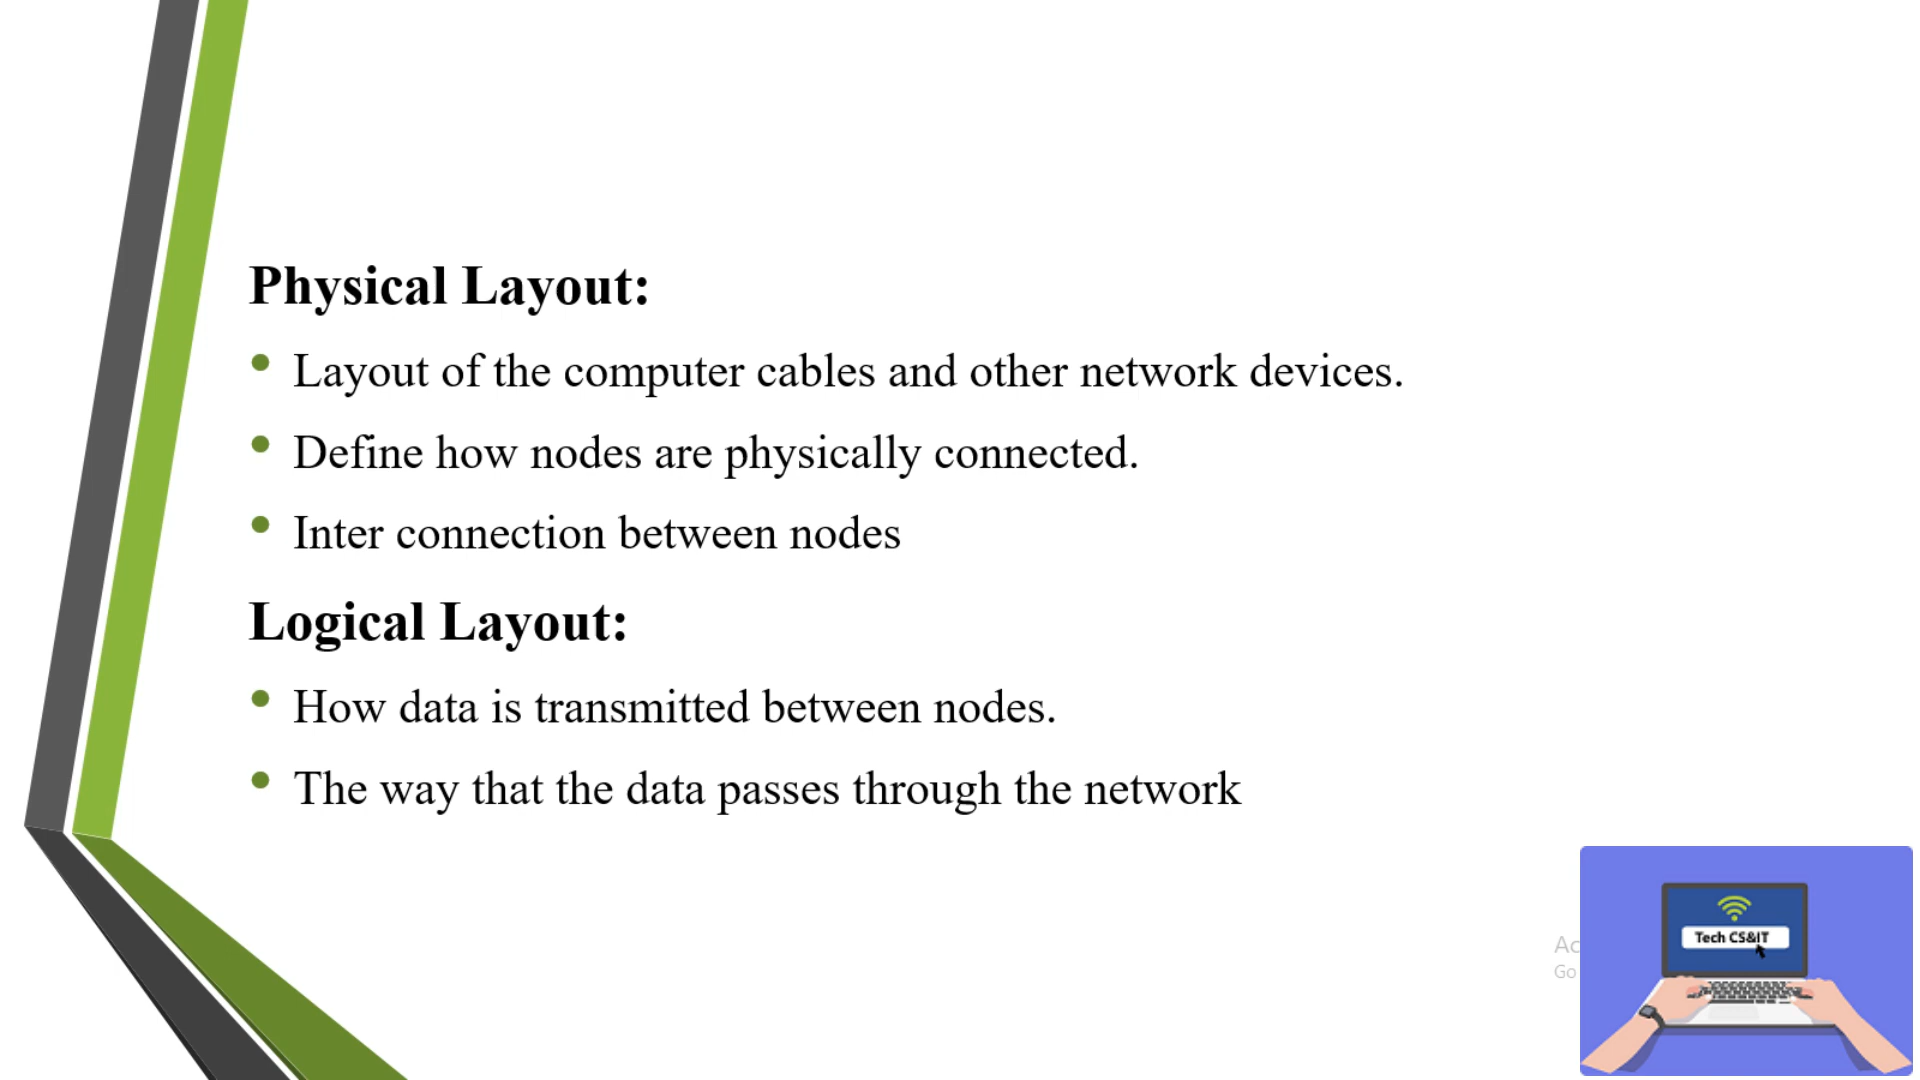 Physical Layout:
• Layout of the computer cables and other network devices.
• Define how nodes are physically connected.
• Inter connection between nodes
Logical Layout:
• How data is transmitted between nodes.
• The way that the data passes through the network
Ac
Go
Tech CS&IT